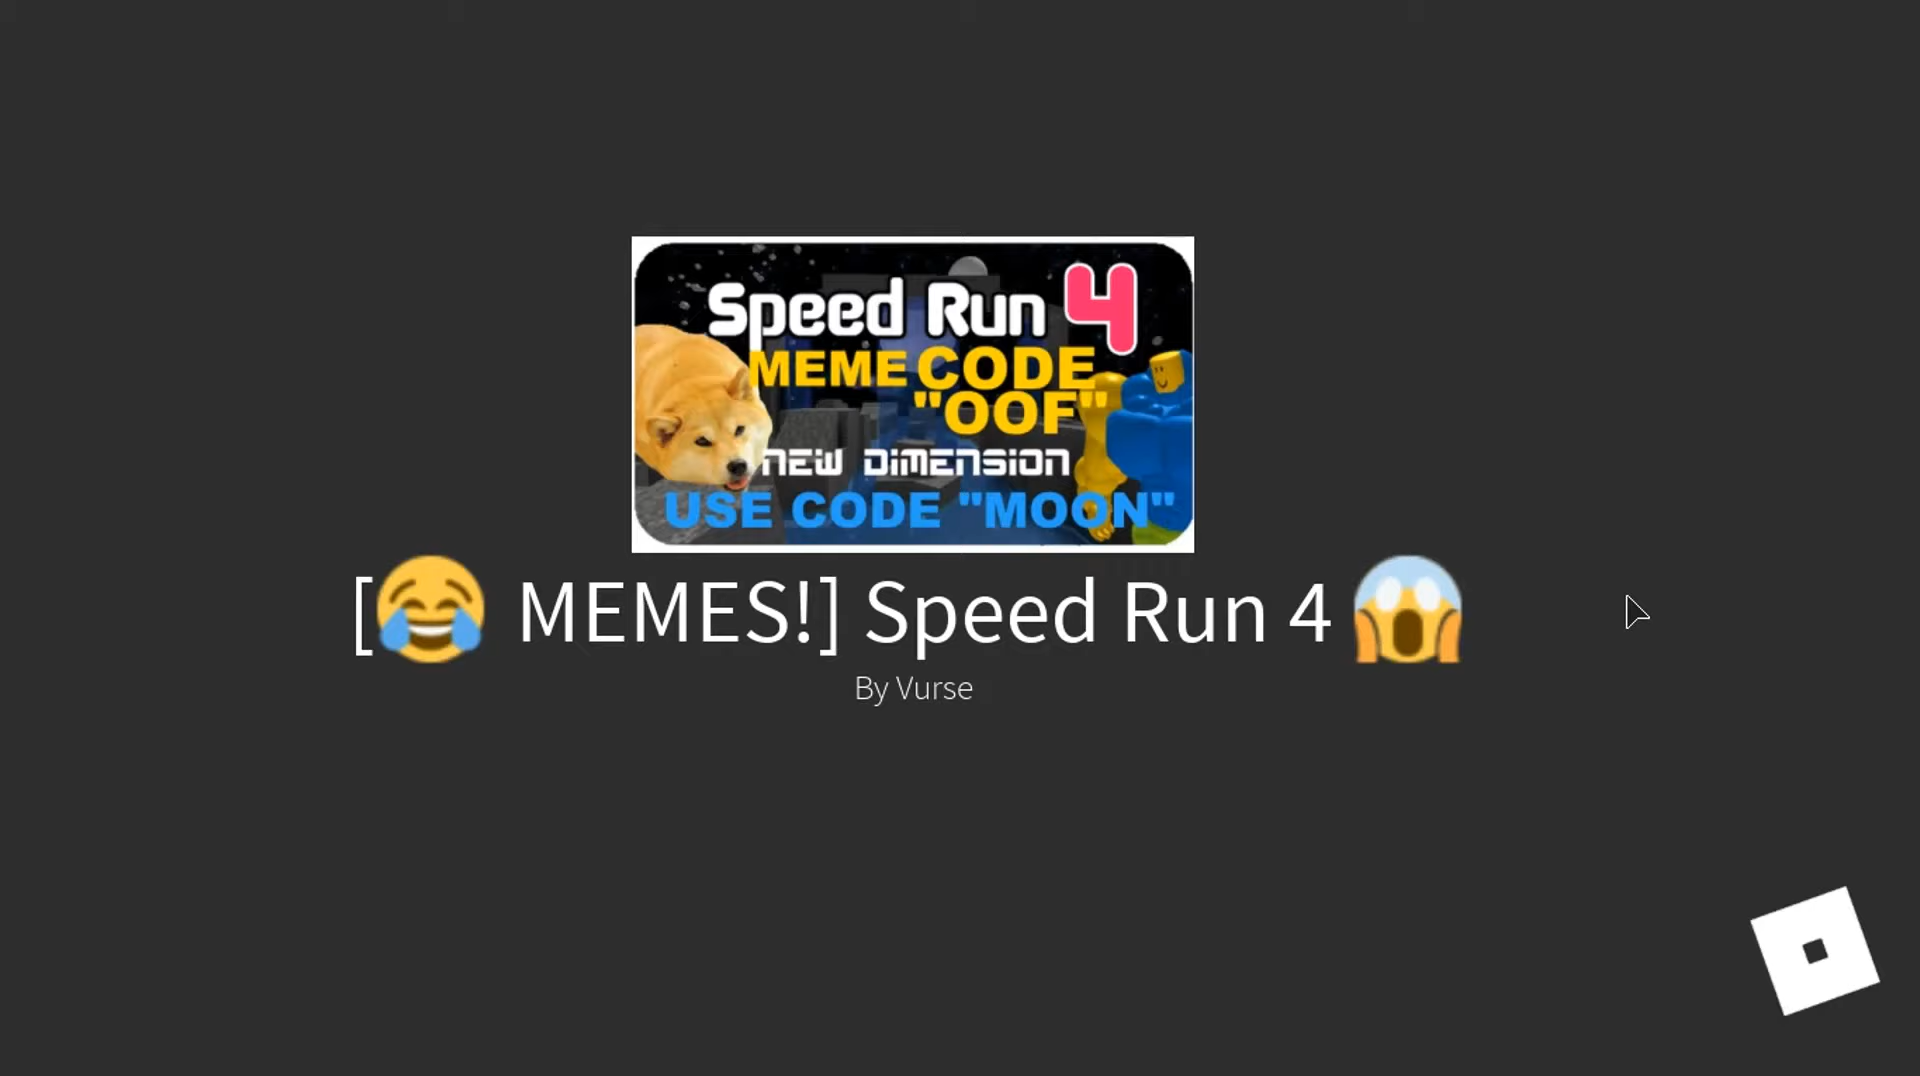 Speed Run 4
MEME CODE
"OOF"
NEW DIMENSION
USE CODE "MOON"
[😂 MEMES!] Speed Run 4 😱
By Vurse